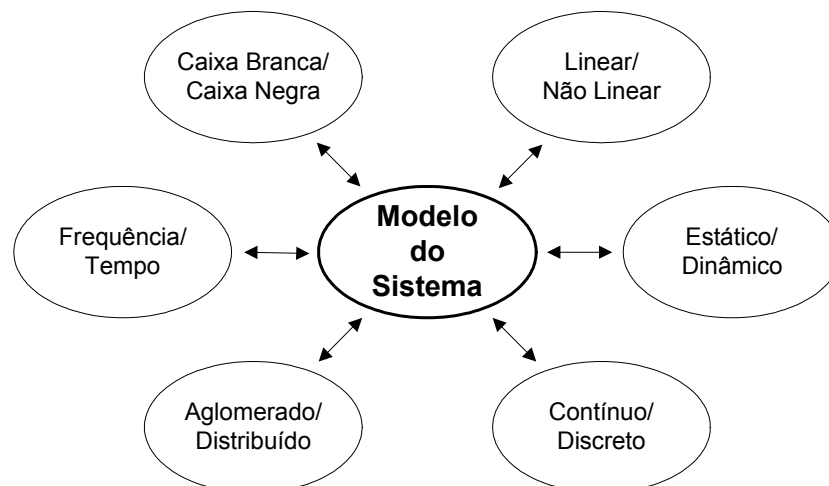 Caixa Branca/
Caixa Negra
Linear/
Não Linear
Frequência/
Tempo
Modelo
do
Sistema
Estático/
Dinâmico
Aglomerado/
Distribuído
Contínuo/
Discreto